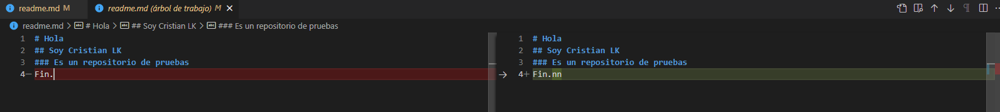 readme.md M readme.md (árbol de trabajo) M
readme.md > # Hola > ## Soy Cristian LK > ### Es un repositorio de pruebas
1 # Hola
2 ## Soy Cristian LK
3 ### Es un repositorio de pruebas
4− Fin.
1 # Hola
2 ## Soy Cristian LK
3 ### Es un repositorio de pruebas
4+ Fin.nn